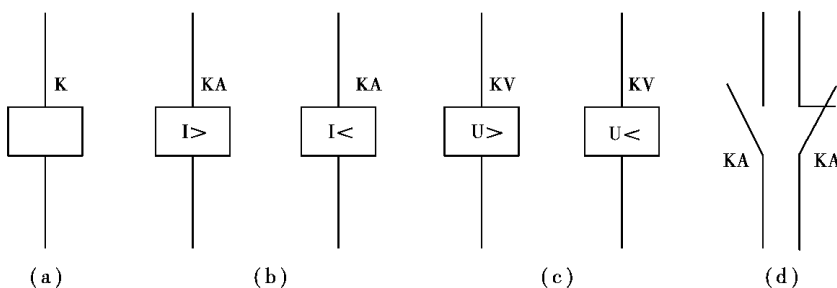 K KA KA KV KV
I> I< U> U<
KA KA
(a) (b) (c) (d)